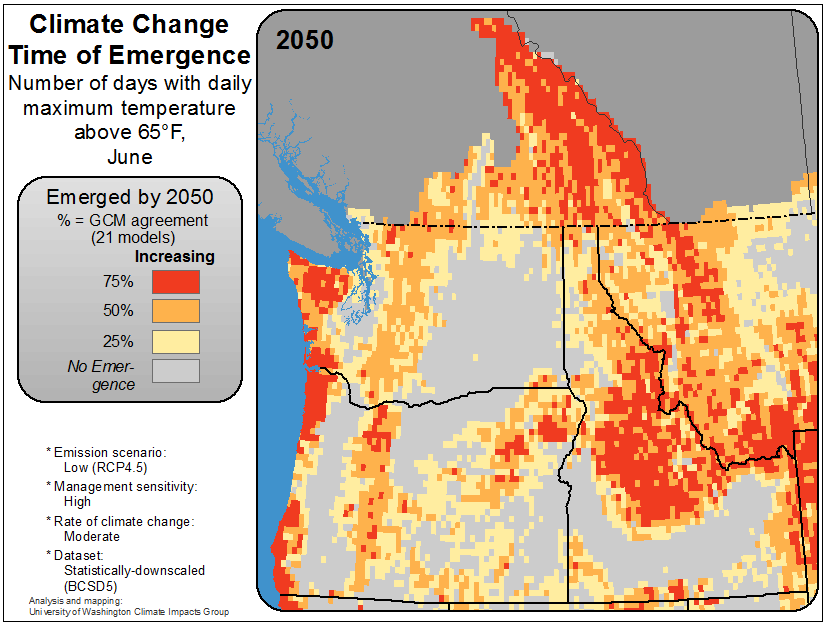 Climate Change
Time of Emergence
Number of days with daily
maximum temperature
above 65°F,
June
2050
Emerged by 2050
% = GCM agreement
(21 models)
Increasing
75%
50%
25%
No Emer-
gence
* Emission scenario:
Low (RCP4.5)
* Management sensitivity:
High
* Rate of climate change:
Moderate
* Dataset:
Statistically-downscaled
(BCSD5)
Analysis and mapping:
University of Washington Climate Impacts Group